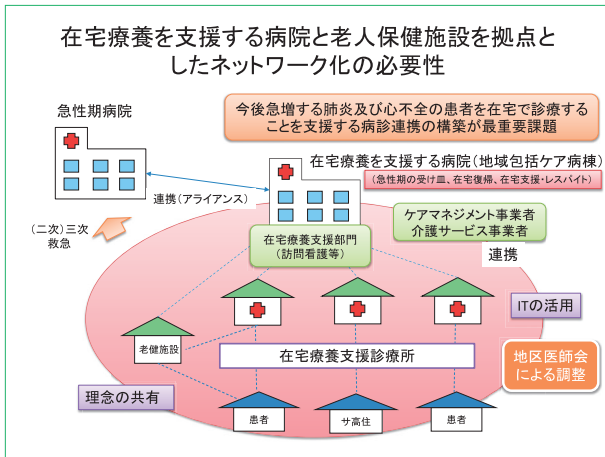 在宅療養を支援する病院と老人保健施設を拠点と
したネットワーク化の必要性
急性期病院
今後急増する肺炎及び心不全の患者を在宅で診療する
ことを支援する病診連携の構築が最重要課題
在宅療養を支援する病院(地域包括ケア病棟)
(急性期の受け皿、在宅復帰、在宅支援・レスパイト)
連携(アライアンス)
(二次)三次
救急
ケアマネジメント事業者
介護サービス事業者
在宅療養支援部門
(訪問看護等)
連携
ITの活用
老健施設
在宅療養支援診療所
地区医師会
による調整
理念の共有
患者
サ高住
患者